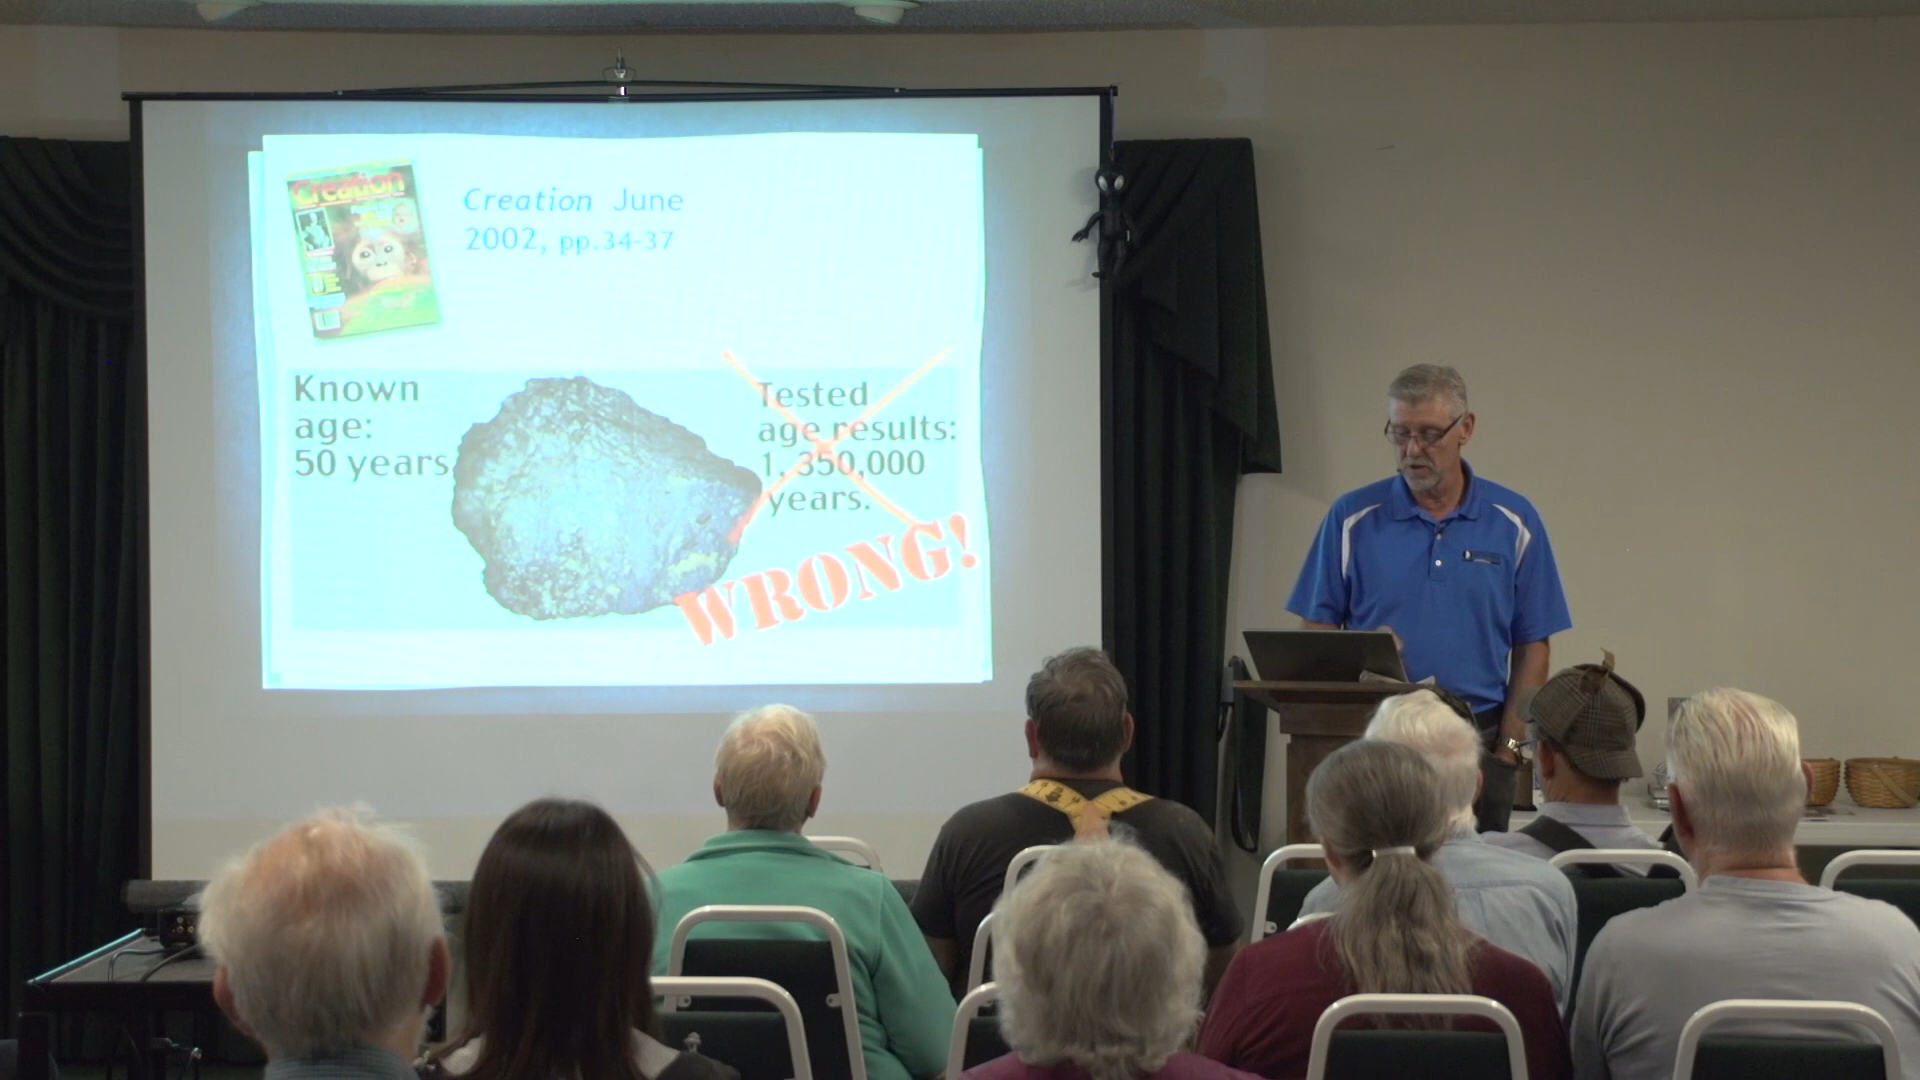 Creation
Creation June
2002, pp.34-37
Known
age:
50 years
Tested
age results:
1, 350,000
years.
WRONG!